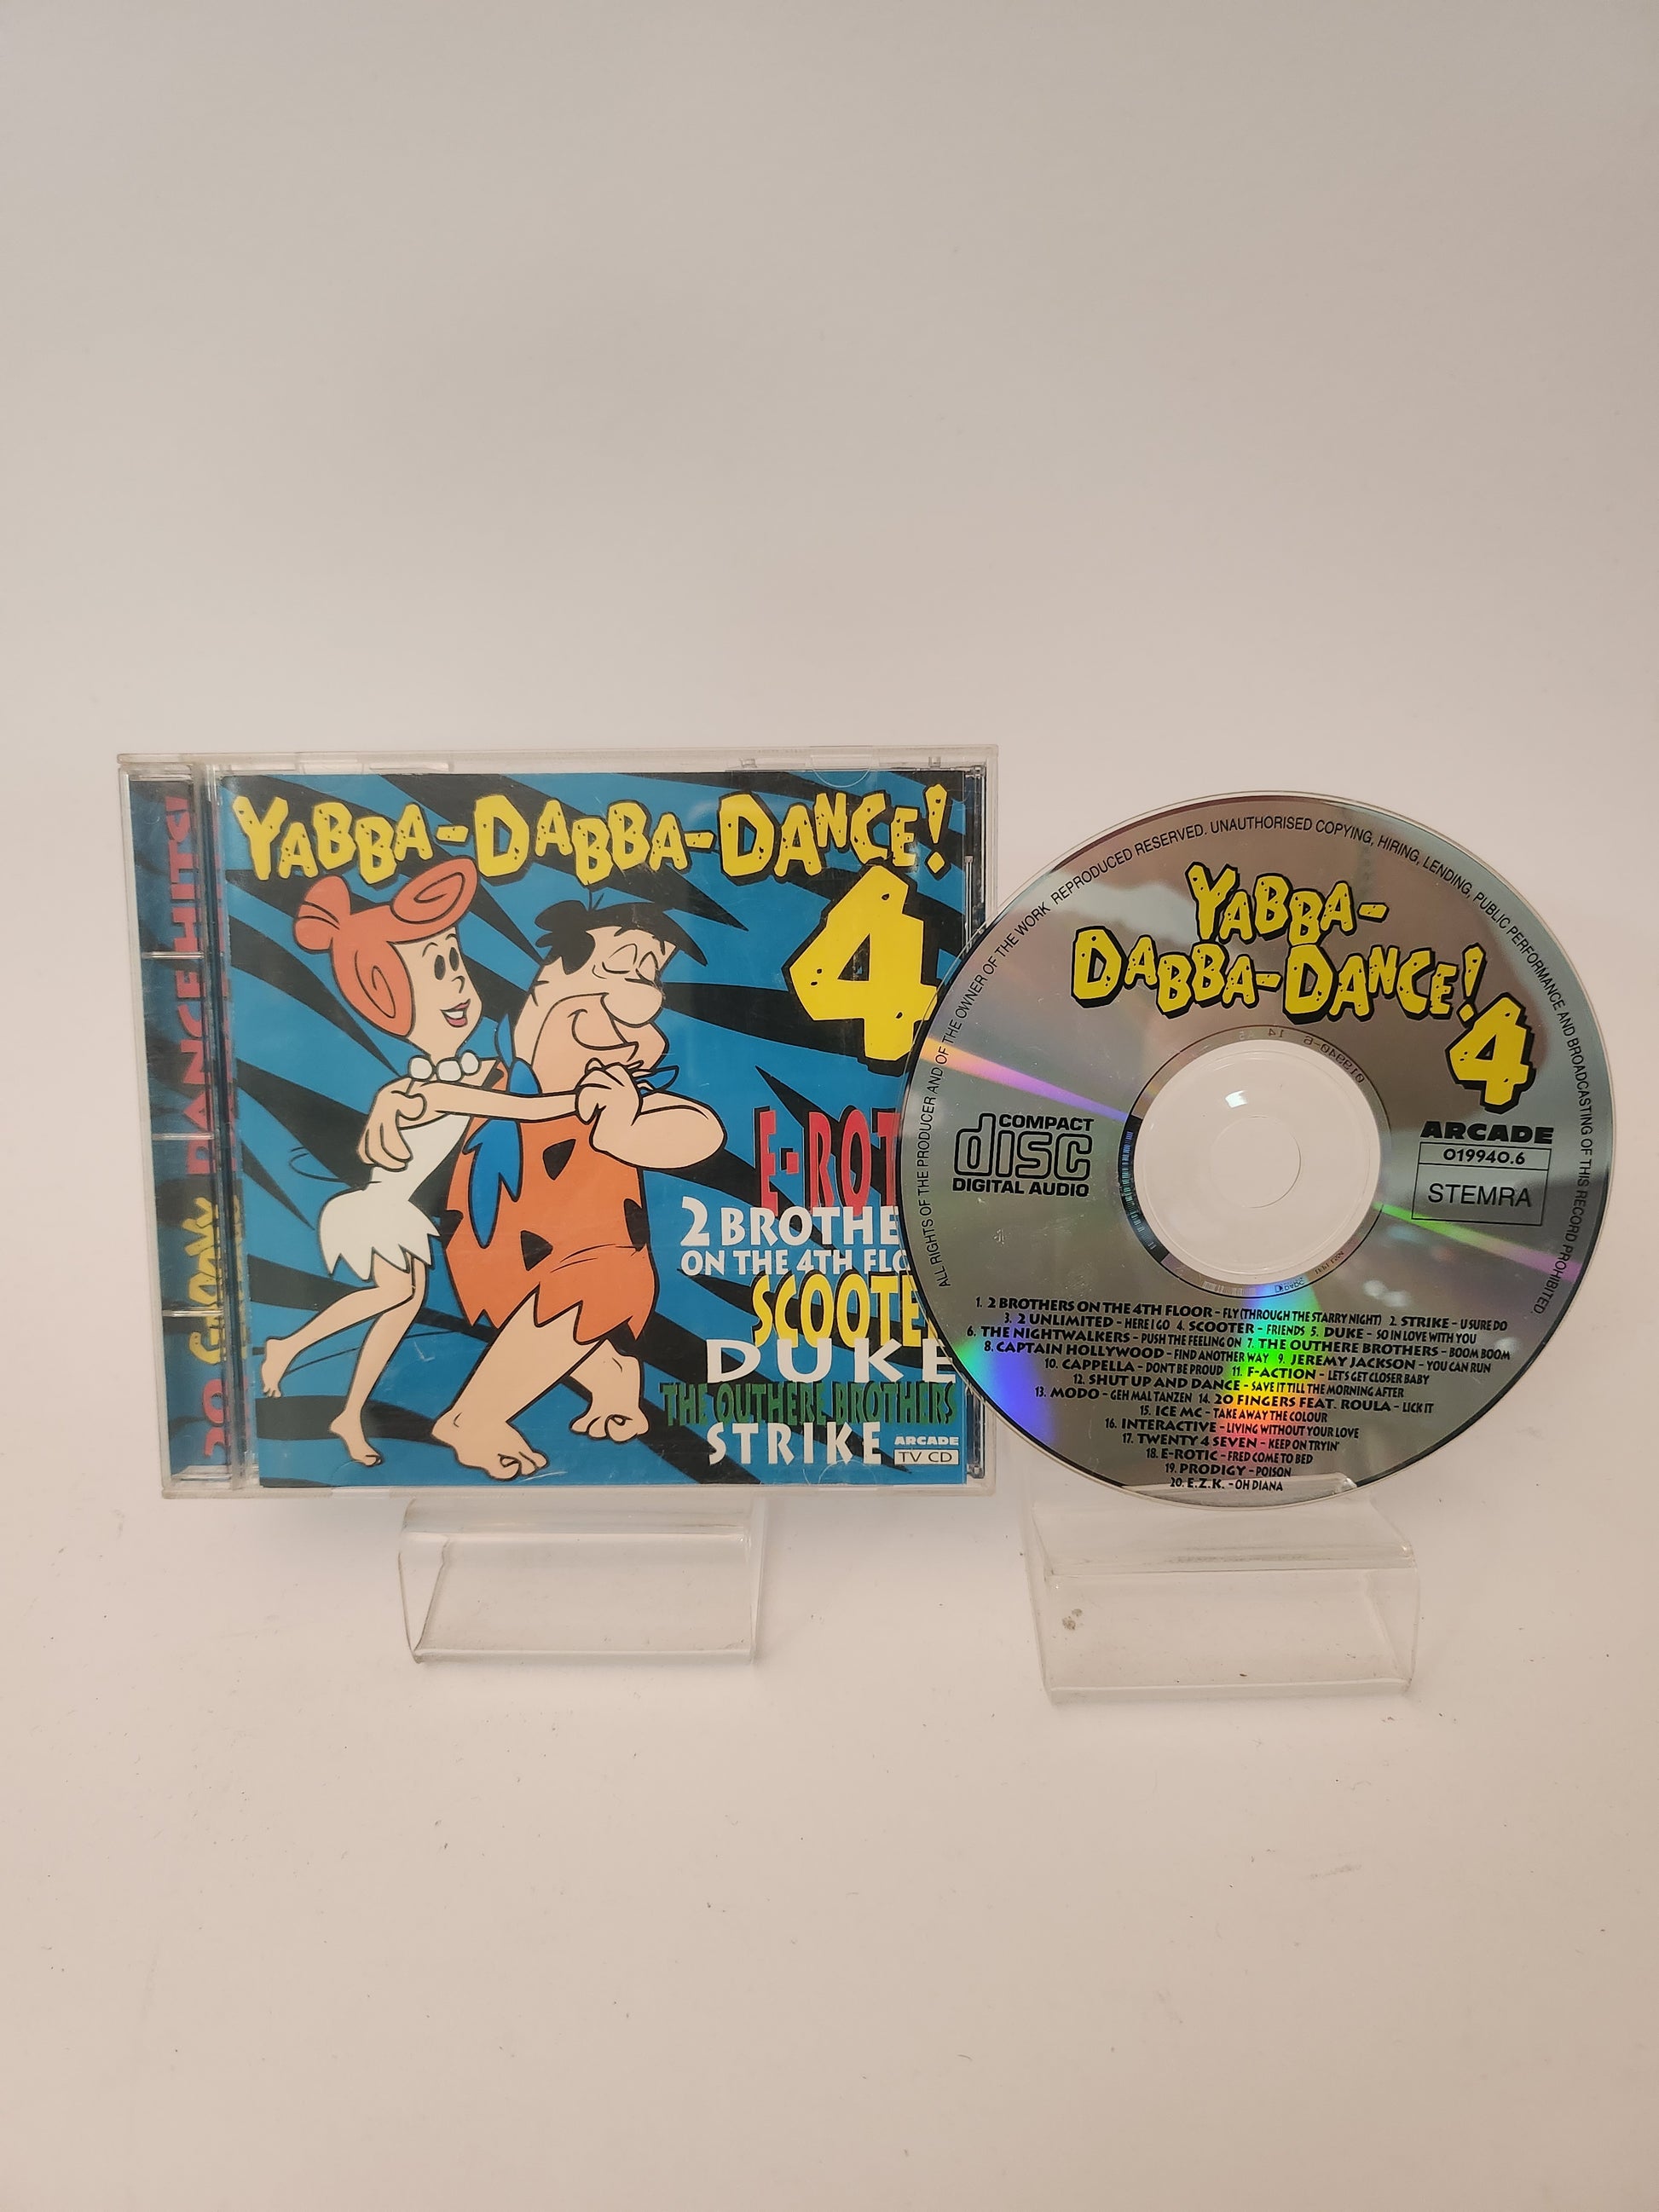 YABBA-DABBA-DANCE!
4
20 GIANT DANCE HITS!
E-ROT
2 BROTHE
ON THE 4TH FLO
SCOOTE
DUKE
THE OUTHERE BROTHERS
STRIKE
ARCADE
TV CD
ALL RIGHTS OF THE PRODUCER AND OF THE OWNER OF THE WORK REPRODUCED RESERVED. UNAUTHORISED COPYING, HIRING, LENDING, PUBLIC PERFORMANCE AND BROADCASTING OF THIS RECORD PROHIBITED.
YABBA-
DABBA-DANCE!
4
COMPACT
disc
DIGITAL AUDIO
ARCADE
019940.6
STEMRA
1. 2 BROTHERS ON THE 4TH FLOOR - FLY (THROUGH THE STARRY NIGHT) 2. STRIKE - U SURE DO
3. 2 UNLIMITED - HERE I GO 4. SCOOTER - FRIENDS 5. DUKE - SO IN LOVE WITH YOU
6. THE NIGHTWALKERS - PUSH THE FEELING ON 7. THE OUTHERE BROTHERS - BOOM BOOM
8. CAPTAIN HOLLYWOOD - FIND ANOTHER WAY 9. JEREMY JACKSON - YOU CAN RUN
10. CAPPELLA - DON'T BE PROUD 11. F-ACTION - LET'S GET CLOSER BABY
12. SHUT UP AND DANCE - SAVE IT TILL THE MORNING AFTER
13. MODO - GEH MAL TANZEN 14. 20 FINGERS FEAT. ROULA - LICK IT
15. ICE MC - TAKE AWAY THE COLOUR
16. INTERACTIVE - LIVING WITHOUT YOUR LOVE
17. TWENTY 4 SEVEN - KEEP ON TRYIN'
18. E-ROTIC - FRED COME TO BED
19. PRODIGY - POISON
20. E.Z.K. - OH DIANA